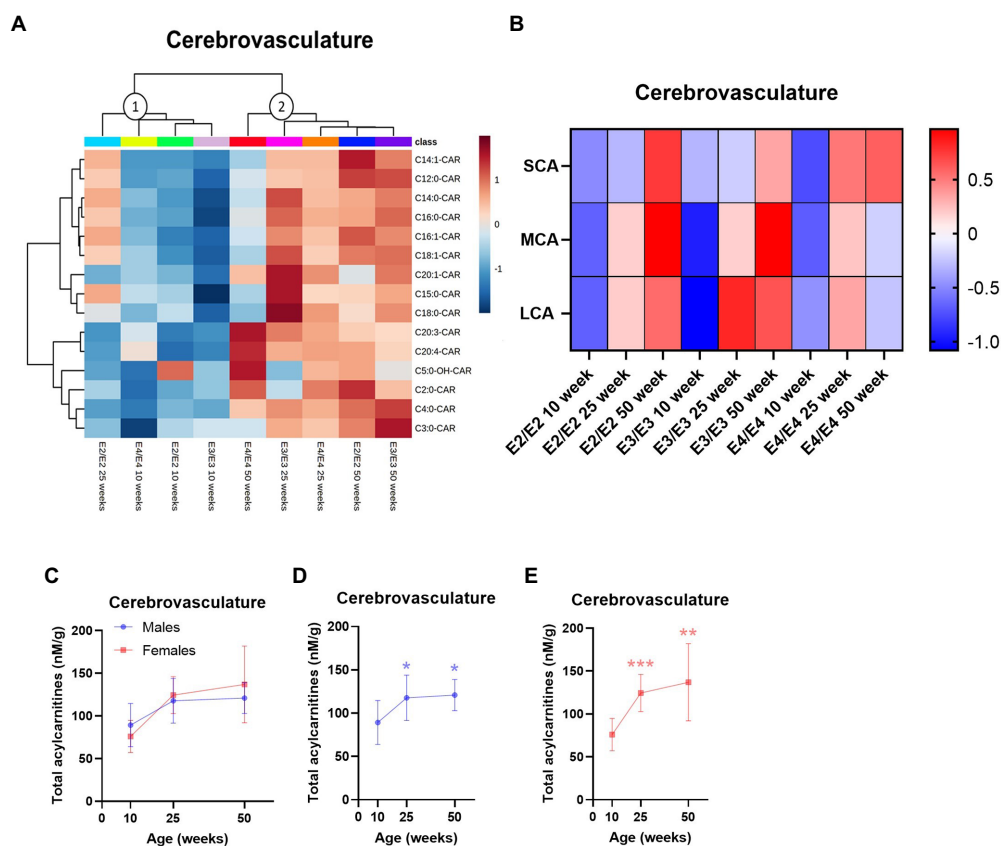 A
Cerebrovasculature
1
2
class
C14:1-CAR
C12:0-CAR
C14:0-CAR
C16:0-CAR
C16:1-CAR
C18:1-CAR
C20:1-CAR
C15:0-CAR
C18:0-CAR
C20:3-CAR
C20:4-CAR
C5:0-OH-CAR
C2:0-CAR
C4:0-CAR
C3:0-CAR
1
0
-1
E2/E2 25 weeks
E4/E4 10 weeks
E2/E2 10 weeks
E3/E3 10 weeks
E4/E4 50 weeks
E3/E3 25 weeks
E4/E4 25 weeks
E2/E2 50 weeks
E3/E3 50 weeks
B
Cerebrovasculature
SCA
MCA
LCA
0.5
0
-0.5
-1.0
E2/E2 10 week
E2/E2 25 week
E2/E2 50 week
E3/E3 10 week
E3/E3 25 week
E3/E3 50 week
E4/E4 10 week
E4/E4 25 week
E4/E4 50 week
C
Cerebrovasculature
Males
Females
Total acylcarnitines (nM/g)
200
150
100
50
0
0 10 25 50
Age (weeks)
D
Cerebrovasculature
Total acylcarnitines (nM/g)
200
150
100
50
0
* *
0 10 25 50
Age (weeks)
E
Cerebrovasculature
Total acylcarnitines (nM/g)
200
150
100
50
0
*** **
0 10 25 50
Age (weeks)